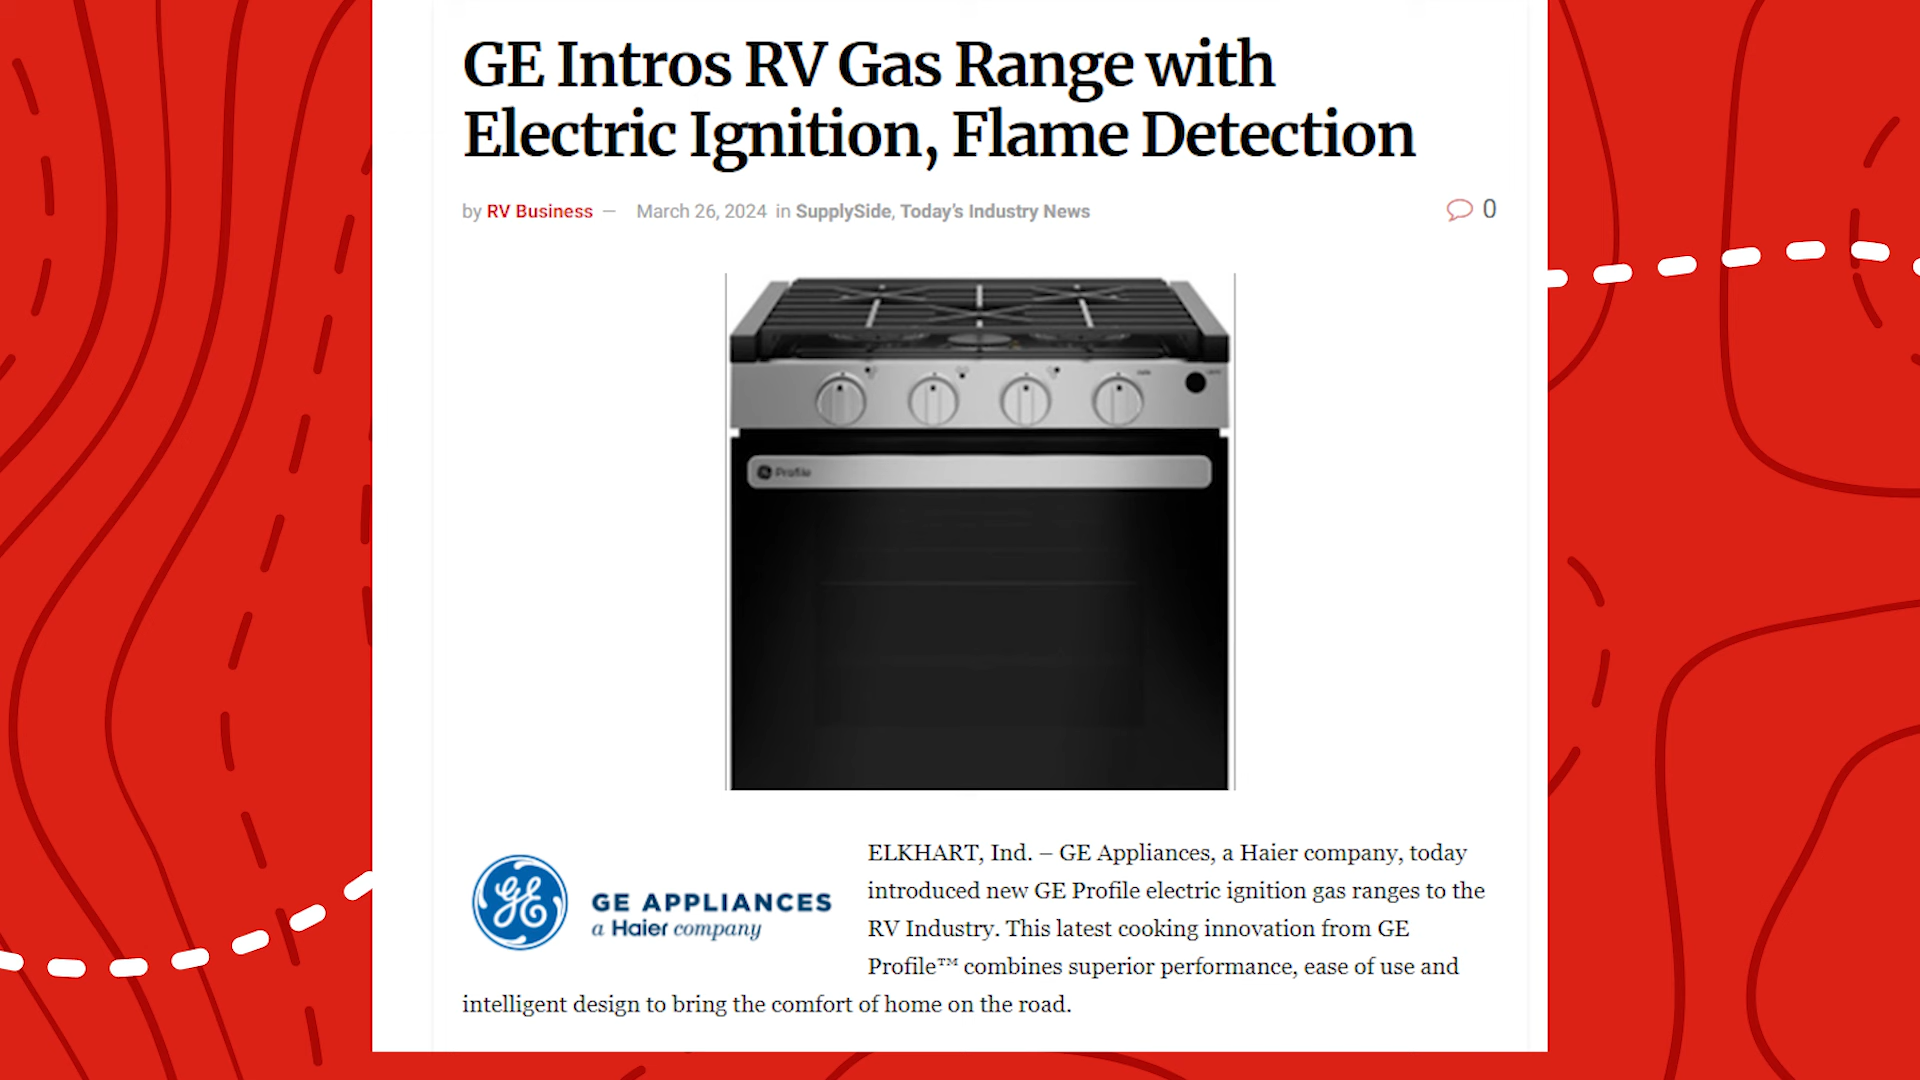 GE Intros RV Gas Range with
Electric Ignition, Flame Detection
by RV Business — March 26, 2024 in SupplySide, Today's Industry News
0
Profile
GE APPLIANCES
a Haier company
ELKHART, Ind. – GE Appliances, a Haier company, today
introduced new GE Profile electric ignition gas ranges to the
RV Industry. This latest cooking innovation from GE
Profile™ combines superior performance, ease of use and
intelligent design to bring the comfort of home on the road.